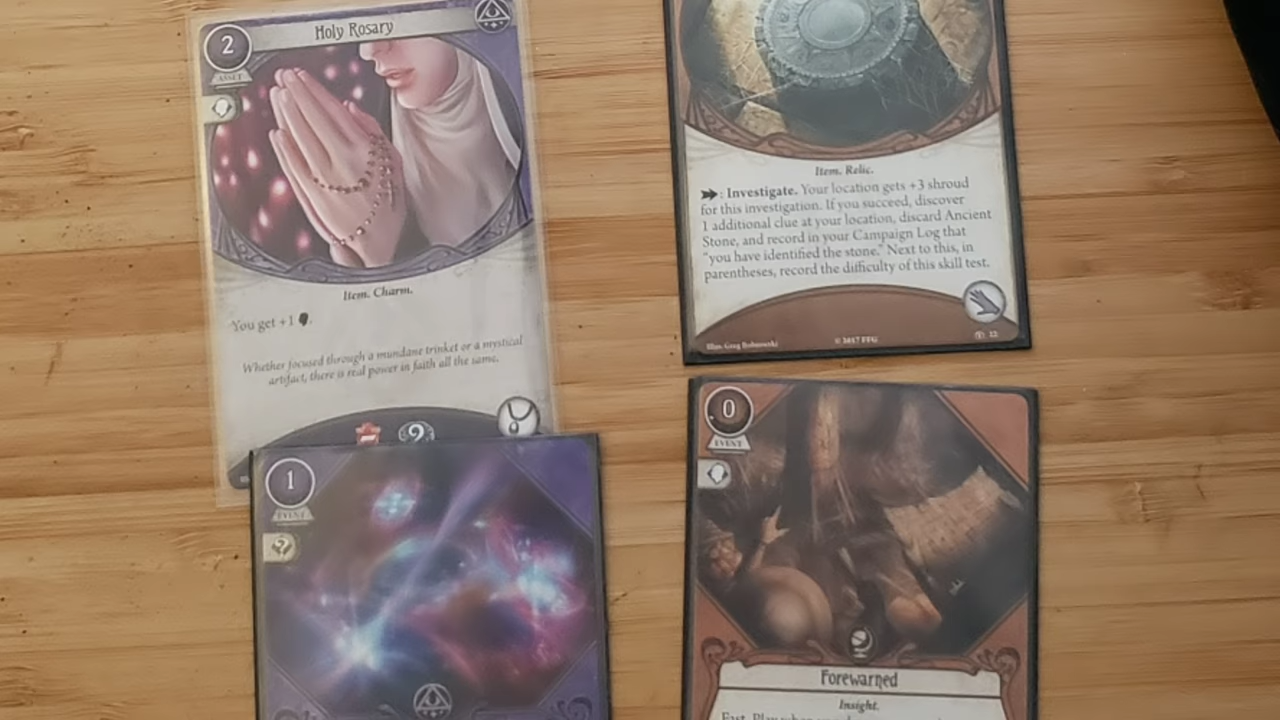 Holy Rosary
2
ASSET
Item. Charm.
You get +1
Whether focused through a mundane trinket or a mystical
artifact, there is real power in faith all the same.
Item. Relic.
: Investigate. Your location gets +3 shroud
for this investigation. If you succeed, discover
1 additional clue at your location, discard Ancient
Stone, and record in your Campaign Log that
“you have identified the stone.” Next to this, in
parentheses, record the difficulty of this skill test.
© 2017 FFG
22
1
EVENT
0
EVENT
Forewarned
Insight.
Fast. Play when